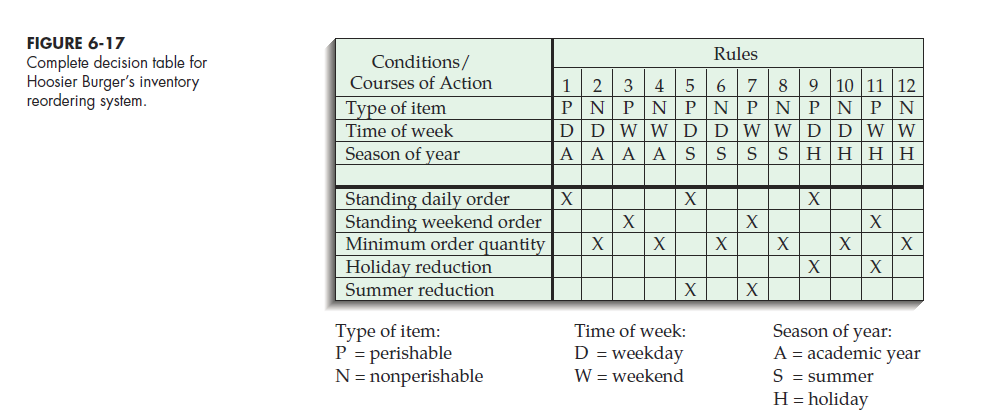 FIGURE 6-17
Complete decision table for
Hoosier Burger's inventory
reordering system.
Conditions/
Courses of Action
Rules
1 2 3 4 5 6 7 8 9 10 11 12
Type of item P N P N P N P N P N P N
Time of week D D W W D D W W D D W W
Season of year A A A A S S S S H H H H
Standing daily order X X X
Standing weekend order X X X
Minimum order quantity X X X X X X
Holiday reduction X X
Summer reduction X X
Type of item:
P = perishable
N = nonperishable
Time of week:
D = weekday
W = weekend
Season of year:
A = academic year
S = summer
H = holiday